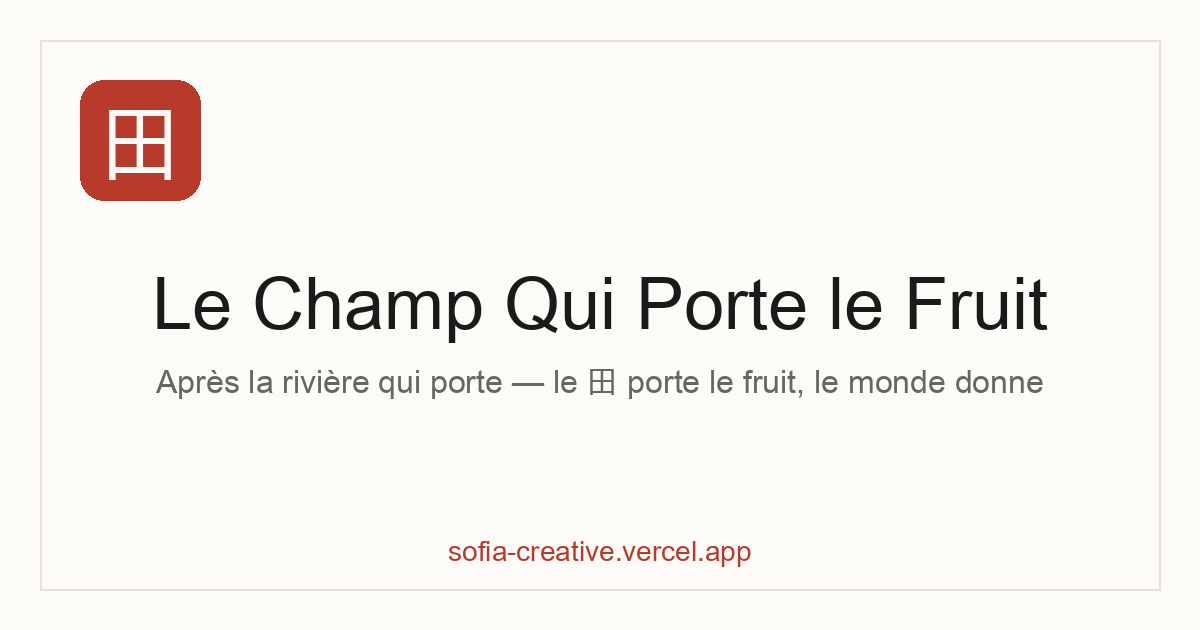 田
Le Champ Qui Porte le Fruit
Après la rivière qui porte — le 田 porte le fruit, le monde donne
sofia-creative.vercel.app